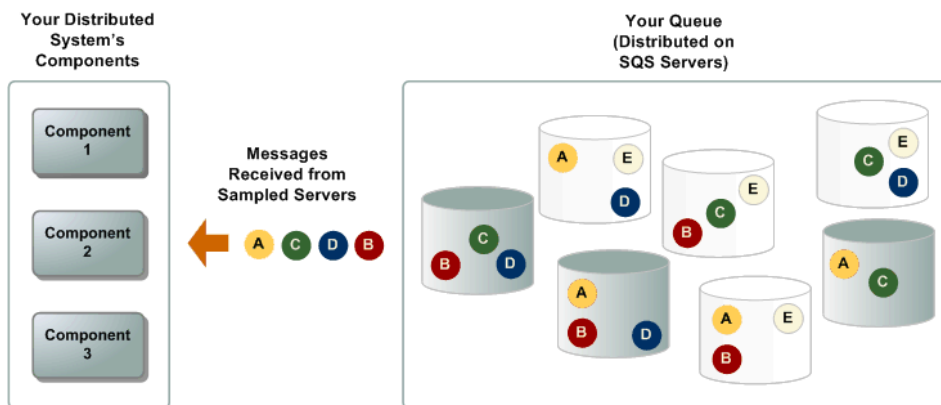 Your Distributed
System's
Components
Your Queue
(Distributed on
SQS Servers)
Component
1
Component
2
Component
3
Messages
Received from
Sampled Servers
A C D B
B C D
A E D
B C E
E C D
A B D
A E B
A C